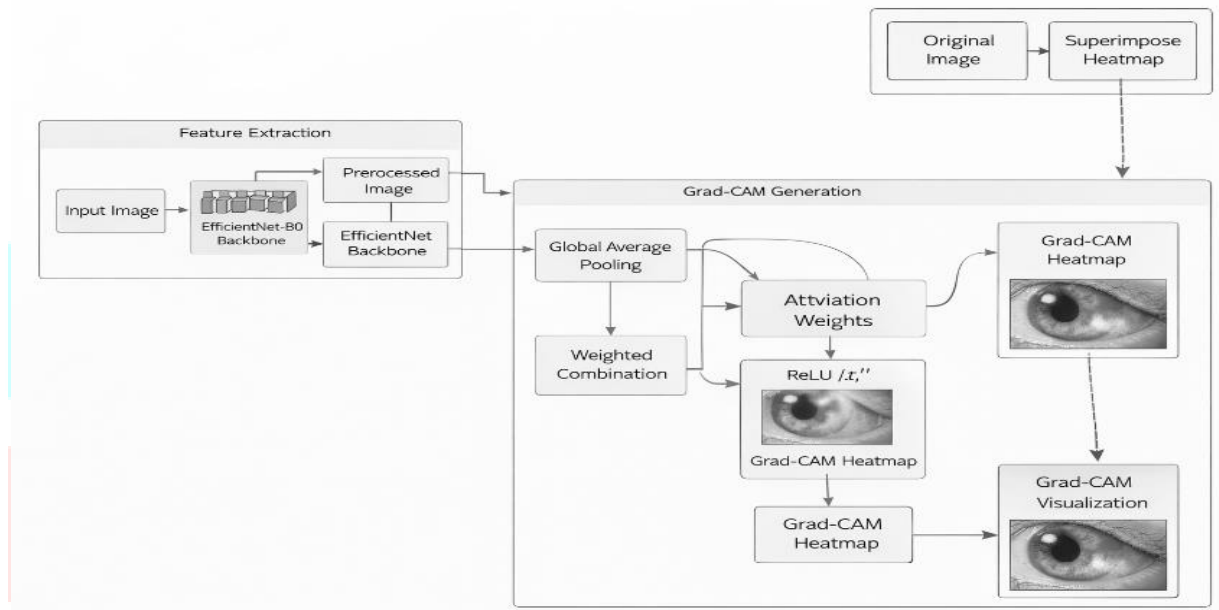 Original
Image
Superimpose
Heatmap
Feature Extraction
Input Image
EfficientNet-B0
Backbone
Prerocessed
Image
EfficientNet
Backbone
Grad-CAM Generation
Global Average
Pooling
Weighted
Combination
Attviation
Weights
ReLU /.t,''
Grad-CAM Heatmap
Grad-CAM
Heatmap
Grad-CAM
Heatmap
Grad-CAM
Visualization